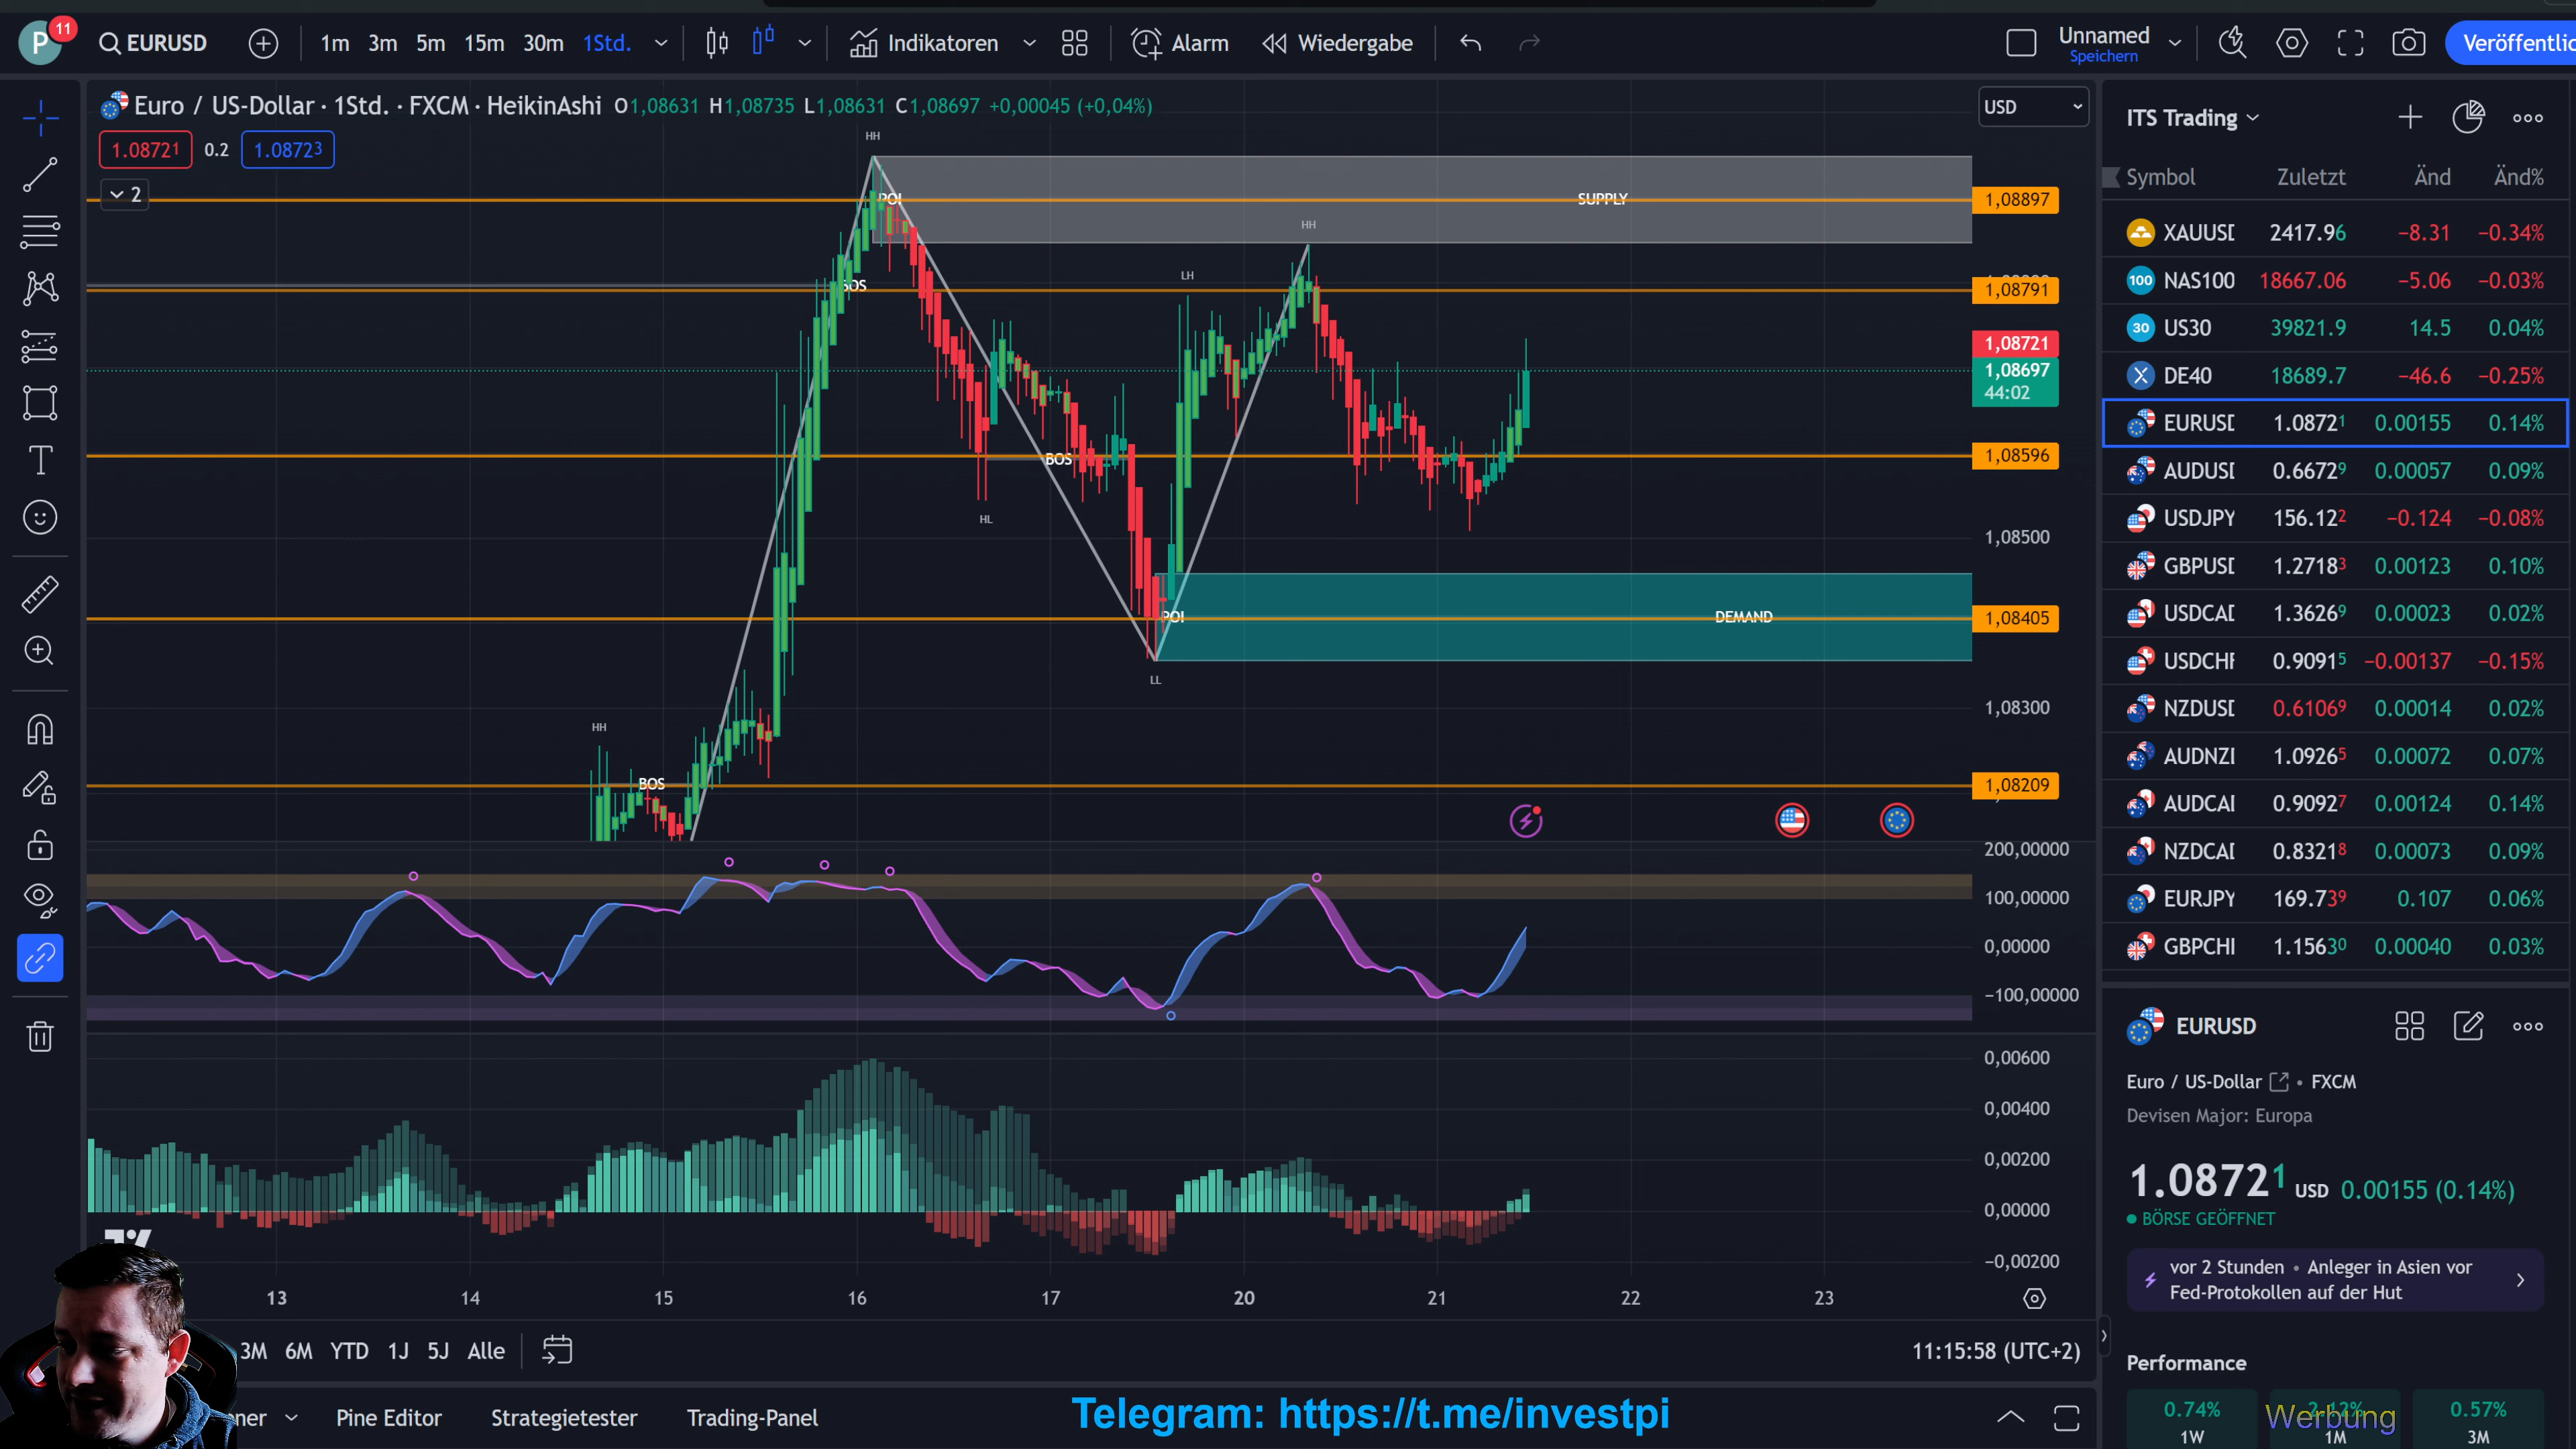 P 11 EURUSD 1m 3m 5m 15m 30m 1Std. Indikatoren Alarm Wiedergabe Unnamed Speichern
Euro / US-Dollar · 1Std. · FXCM · HeikinAshi O1,08631 H1,08735 L1,08631 C1,08697 +0,00045 (+0,04%)
USD
1.08721 0.2 1.08723
2
HH
POI SUPPLY 1,08897
HH
LH
BOS 1,08791
1,08721
1,08697
44:02
BOS 1,08596
HL
1,08500
POI DEMAND 1,08405
LL
1,08300
HH
BOS 1,08209
200,00000
100,00000
0,00000
−100,00000
0,00600
0,00400
0,00200
0,00000
−0,00200
13 14 15 16 17 20 21 22 23
3M 6M YTD 1J 5J Alle 11:15:58 (UTC+2)
Pine Editor Strategietester Trading-Panel
Telegram: https://t.me/investpi
ITS Trading
Symbol Zuletzt Änd Änd%
XAUUSD 2417.96 −8.31 −0.34%
NAS100 18667.06 −5.06 −0.03%
US30 39821.9 14.5 0.04%
DE40 18689.7 −46.6 −0.25%
EURUSD 1.08721 0.00155 0.14%
AUDUSD 0.66729 0.00057 0.09%
USDJPY 156.122 −0.124 −0.08%
GBPUSD 1.27183 0.00123 0.10%
USDCAD 1.36269 0.00023 0.02%
USDCHF 0.90915 −0.00137 −0.15%
NZDUSD 0.61069 0.00014 0.02%
AUDNZD 1.09265 0.00072 0.07%
AUDCAD 0.90927 0.00124 0.14%
NZDCAD 0.83218 0.00073 0.09%
EURJPY 169.739 0.107 0.06%
GBPCHF 1.15630 0.00040 0.03%
EURUSD
Euro / US-Dollar • FXCM
Devisen Major: Europa
1.08721 USD 0.00155 (0.14%)
BÖRSE GEÖFFNET
vor 2 Stunden • Anleger in Asien vor
Fed-Protokollen auf der Hut
Performance
0.74% 0.57%
Werbung
1W 1M 3M